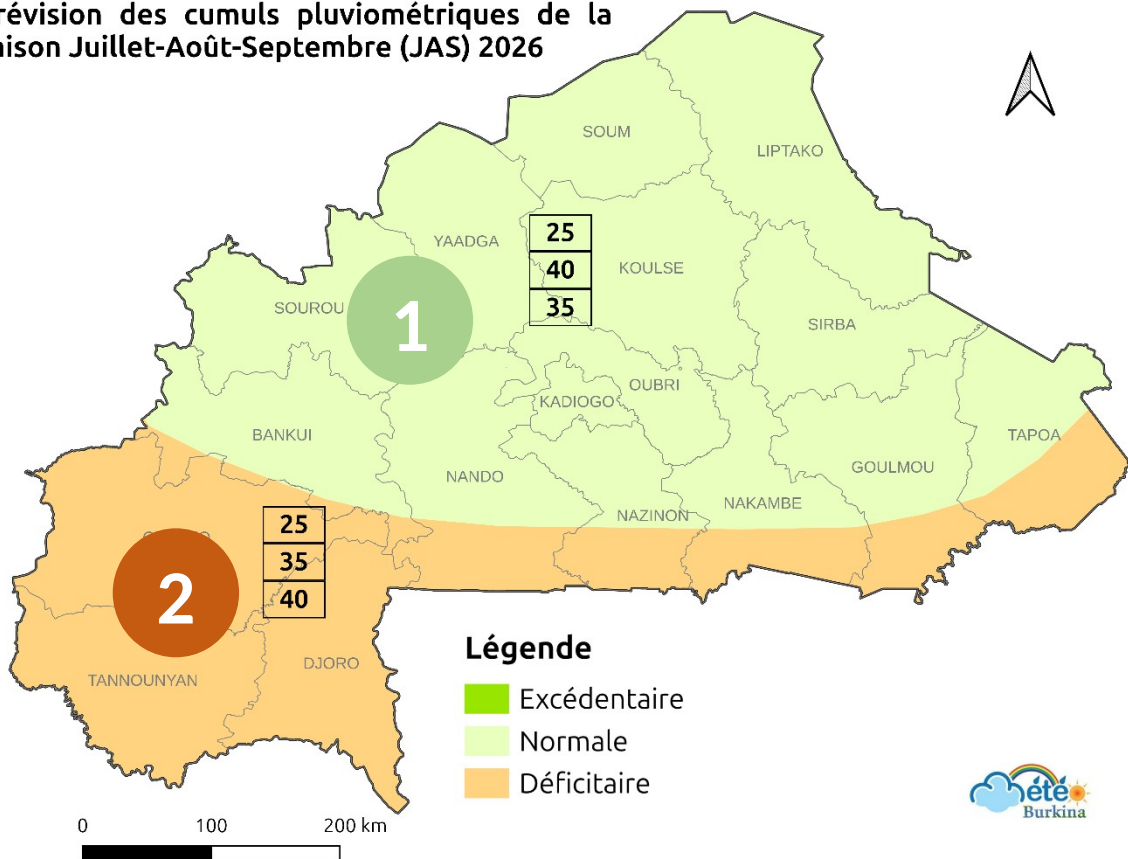 révision des cumuls pluviométriques de la
aison Juillet-Août-Septembre (JAS) 2026
SOUM
LIPTAKO
YAADGA
25
40
35
KOULSE
SOUROU
1
SIRBA
OUBRI
KADIOGO
BANKUI
TAPOA
GOULMOU
NANDO
NAKAMBE
NAZINON
25
35
40
2
DJORO
TANNOUNYAN
Légende
Excédentaire
Normale
Déficitaire
été
Burkina
0 100 200 km